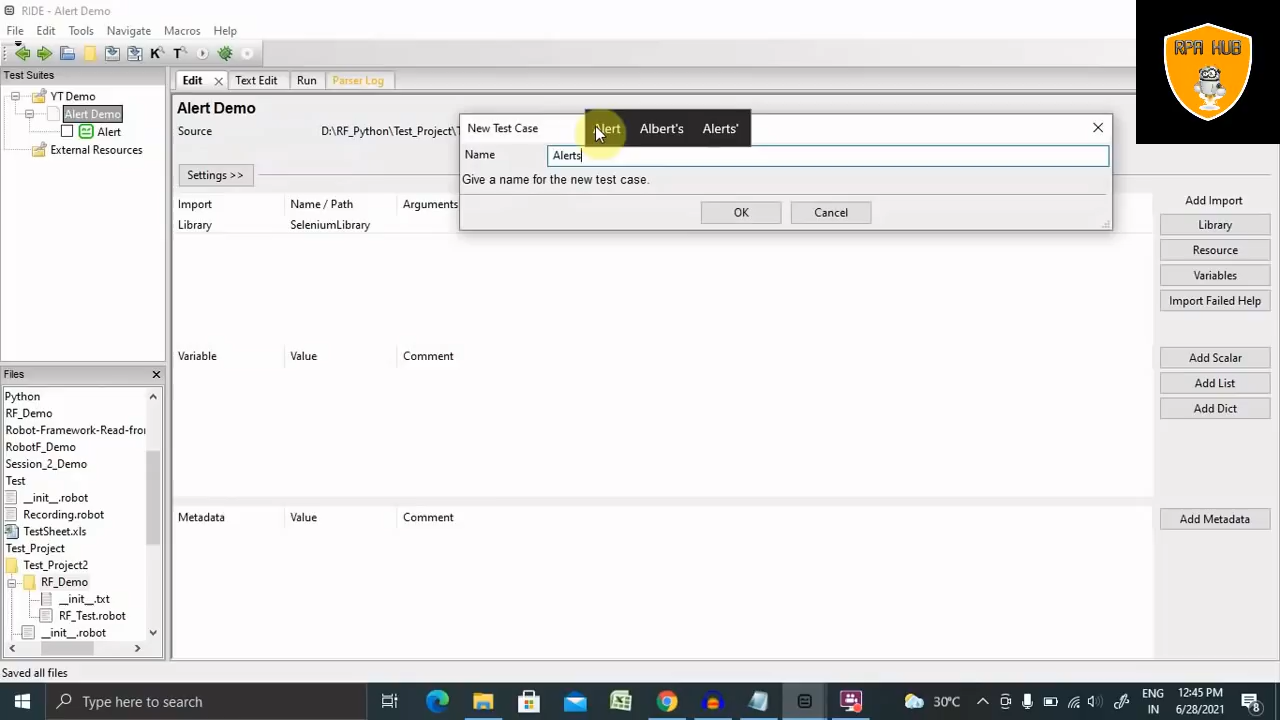 RIDE - Alert Demo
File Edit Tools Navigate Macros Help
K T
Test Suites
YT Demo
Alert Demo
Alert
External Resources
Edit Text Edit Run Parser Log
Alert Demo
Source D:\RF_Python\Test_Project\T
Settings >>
Import Name / Path Arguments
Library SeleniumLibrary
New Test Case
Albert's Alerts'
Name Alerts
Give a name for the new test case.
OK Cancel
RPA HUB
Add Import
Library
Resource
Variables
Import Failed Help
Variable Value Comment
Add Scalar
Add List
Add Dict
Metadata Value Comment
Add Metadata
Files
Python
RF_Demo
Robot-Framework-Read-fror
RobotF_Demo
Session_2_Demo
Test
__init__.robot
Recording.robot
TestSheet.xls
Test_Project
Test_Project2
RF_Demo
__init__.txt
RF_Test.robot
__init__.robot
Saved all files
Type here to search
30°C
ENG
IN
12:45 PM
6/28/2021
8